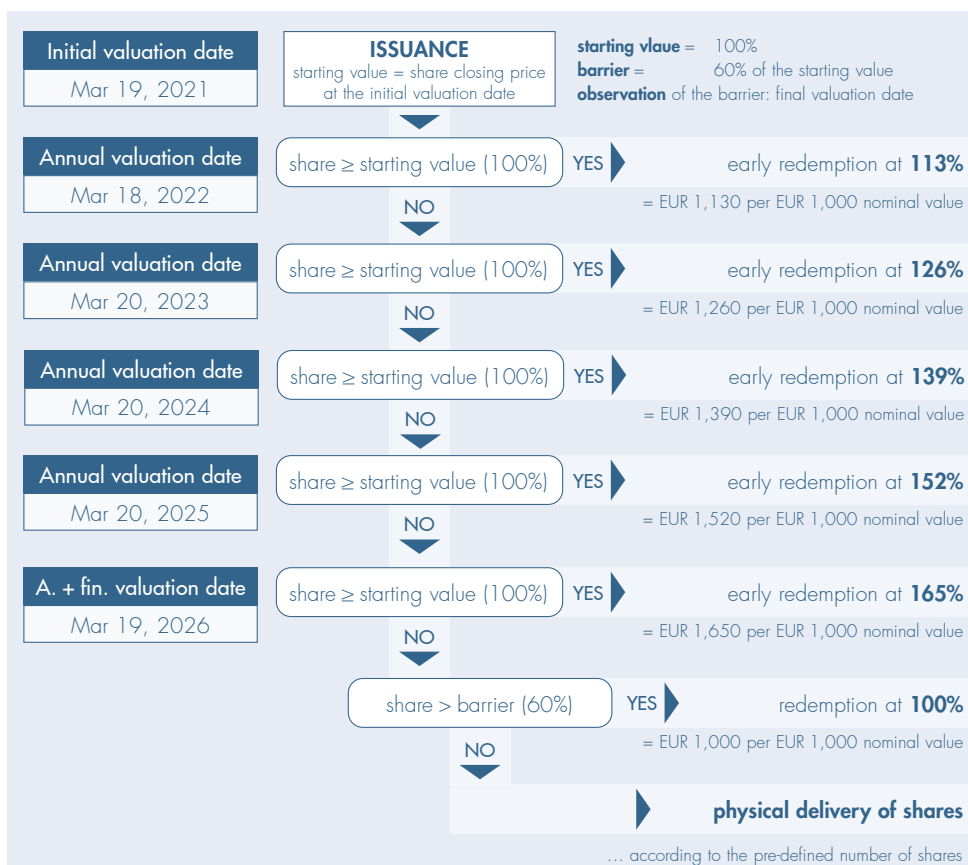 Initial valuation date
Mar 19, 2021
ISSUANCE
starting value = share closing price
at the initial valuation date
starting vlaue = 100%
barrier = 60% of the starting value
observation of the barrier: final valuation date
Annual valuation date
Mar 18, 2022
share ≥ starting value (100%)
YES
early redemption at 113%
= EUR 1,130 per EUR 1,000 nominal value
NO
Annual valuation date
Mar 20, 2023
share ≥ starting value (100%)
YES
early redemption at 126%
= EUR 1,260 per EUR 1,000 nominal value
NO
Annual valuation date
Mar 20, 2024
share ≥ starting value (100%)
YES
early redemption at 139%
= EUR 1,390 per EUR 1,000 nominal value
NO
Annual valuation date
Mar 20, 2025
share ≥ starting value (100%)
YES
early redemption at 152%
= EUR 1,520 per EUR 1,000 nominal value
NO
A. + fin. valuation date
Mar 19, 2026
share ≥ starting value (100%)
YES
early redemption at 165%
= EUR 1,650 per EUR 1,000 nominal value
NO
share > barrier (60%)
YES
redemption at 100%
= EUR 1,000 per EUR 1,000 nominal value
NO
physical delivery of shares
... according to the pre-defined number of shares